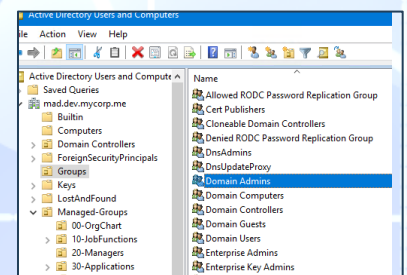 Active Directory Users and Computers
ile Action View Help
Active Directory Users and Compute
Saved Queries
mad.dev.mycorp.me
Builtin
Computers
Domain Controllers
ForeignSecurityPrincipals
Groups
Keys
LostAndFound
Managed-Groups
00-OrgChart
10-JobFunctions
20-Managers
30-Applications
Name
Allowed RODC Password Replication Group
Cert Publishers
Cloneable Domain Controllers
Denied RODC Password Replication Group
DnsAdmins
DnsUpdateProxy
Domain Admins
Domain Computers
Domain Controllers
Domain Guests
Domain Users
Enterprise Admins
Enterprise Key Admins